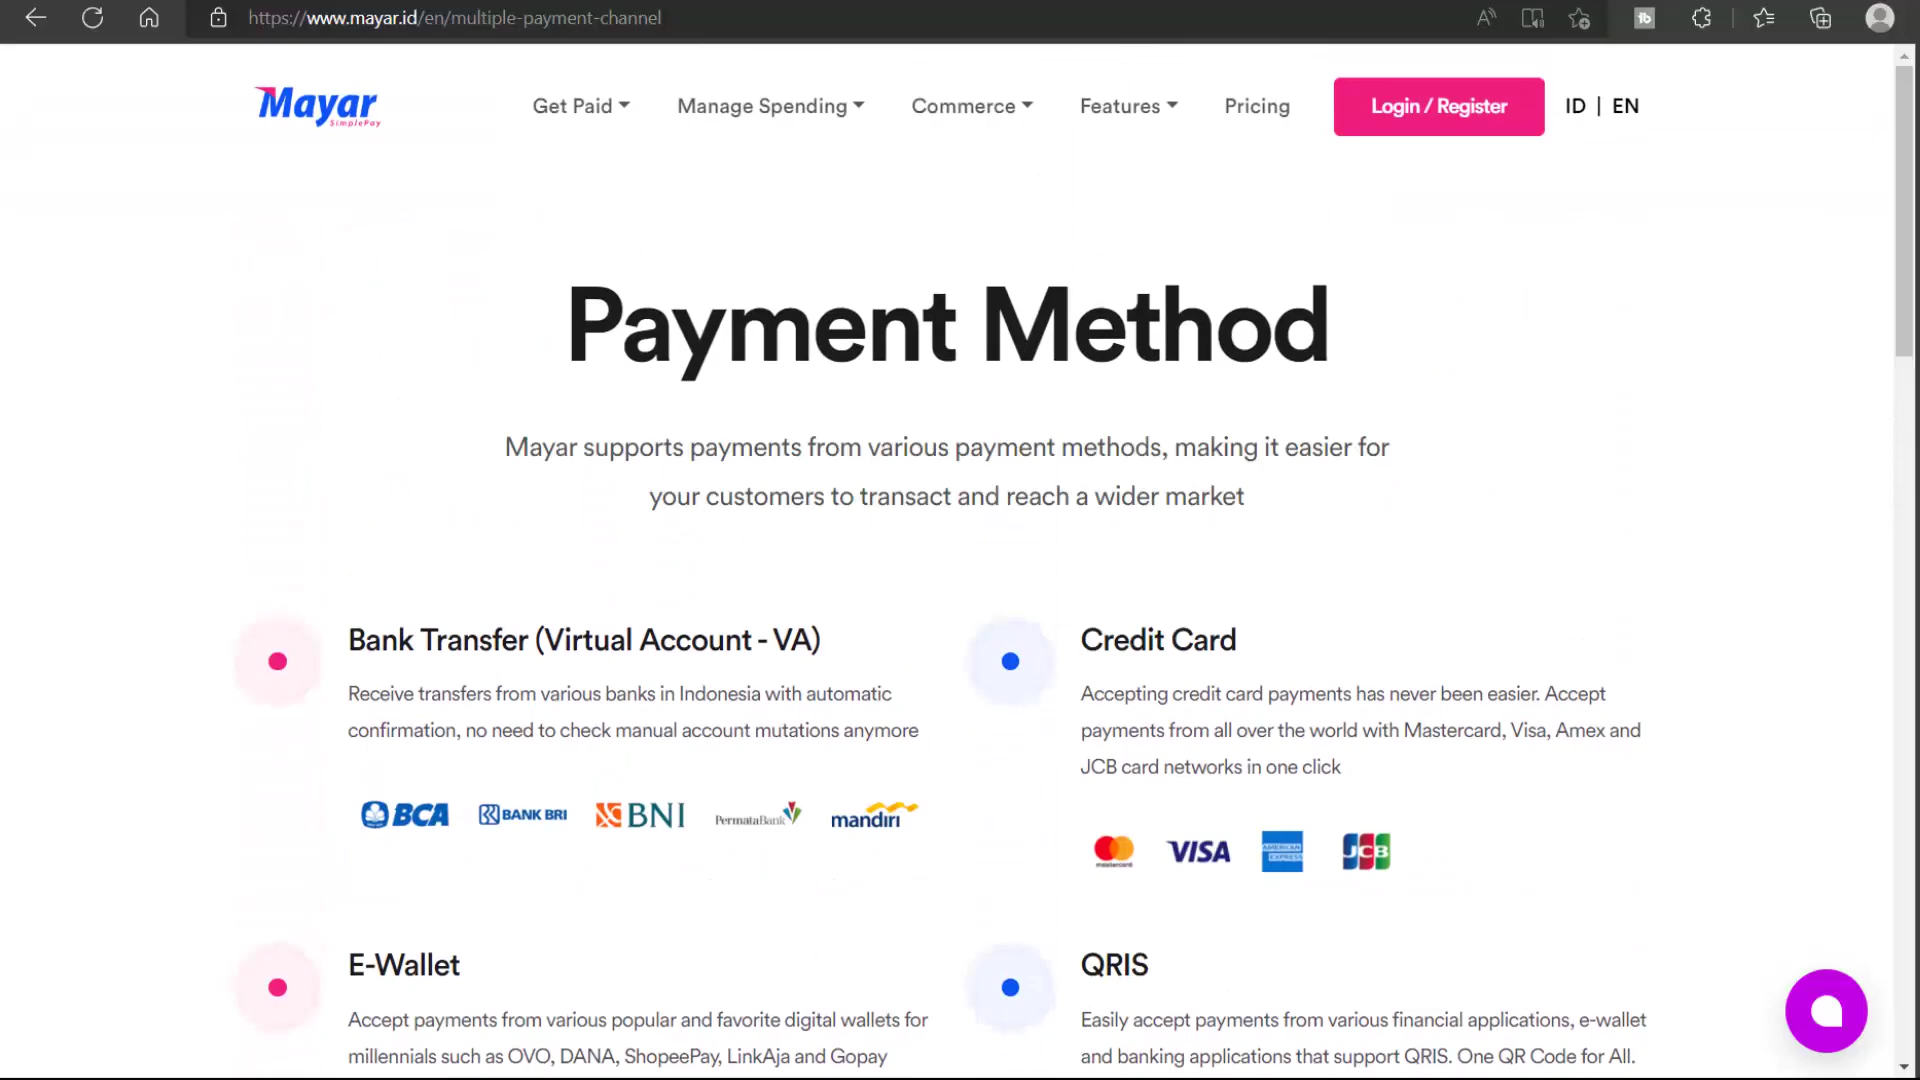 https://www.mayar.id/en/multiple-payment-channel
Mayar
SimplePay
Get Paid
Manage Spending
Commerce
Features
Pricing
Login / Register
ID | EN
Payment Method
Mayar supports payments from various payment methods, making it easier for
your customers to transact and reach a wider market
Bank Transfer (Virtual Account - VA)
Receive transfers from various banks in Indonesia with automatic
confirmation, no need to check manual account mutations anymore
BCA
BANK BRI
BNI
PermataBank
mandiri
Credit Card
Accepting credit card payments has never been easier. Accept
payments from all over the world with Mastercard, Visa, Amex and
JCB card networks in one click
mastercard
VISA
AMERICAN
EXPRESS
JCB
E-Wallet
Accept payments from various popular and favorite digital wallets for
millennials such as OVO, DANA, ShopeePay, LinkAja and Gopay
QRIS
Easily accept payments from various financial applications, e-wallet
and banking applications that support QRIS. One QR Code for All.